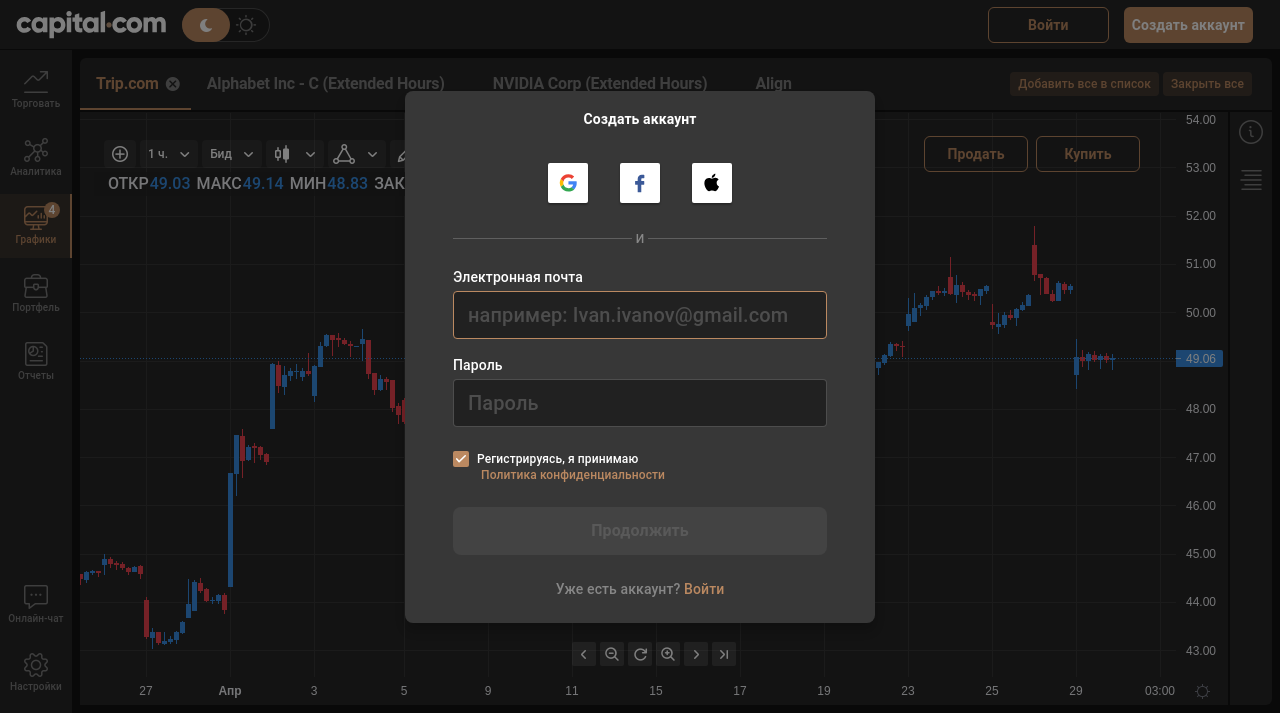 capital.com
Войти
Создать аккаунт
Trip.com
Alphabet Inc - C (Extended Hours)
NVIDIA Corp (Extended Hours)
Align
Добавить все в список
Закрыть все
Торговать
Аналитика
4
Графики
Портфель
Отчеты
Онлайн-чат
Настройки
1 ч.
Бид
ОТКР49.03 МАКС49.14 МИН48.83 ЗАК
Продать
Купить
Создать аккаунт
И
Электронная почта
например: Ivan.ivanov@gmail.com
Пароль
Пароль
Регистрируясь, я принимаю
Политика конфиденциальности
Продолжить
Уже есть аккаунт? Войти
54.00
53.00
52.00
51.00
50.00
49.06
48.00
47.00
46.00
45.00
44.00
43.00
27
Апр
3
5
9
11
15
17
19
23
25
29
03:00